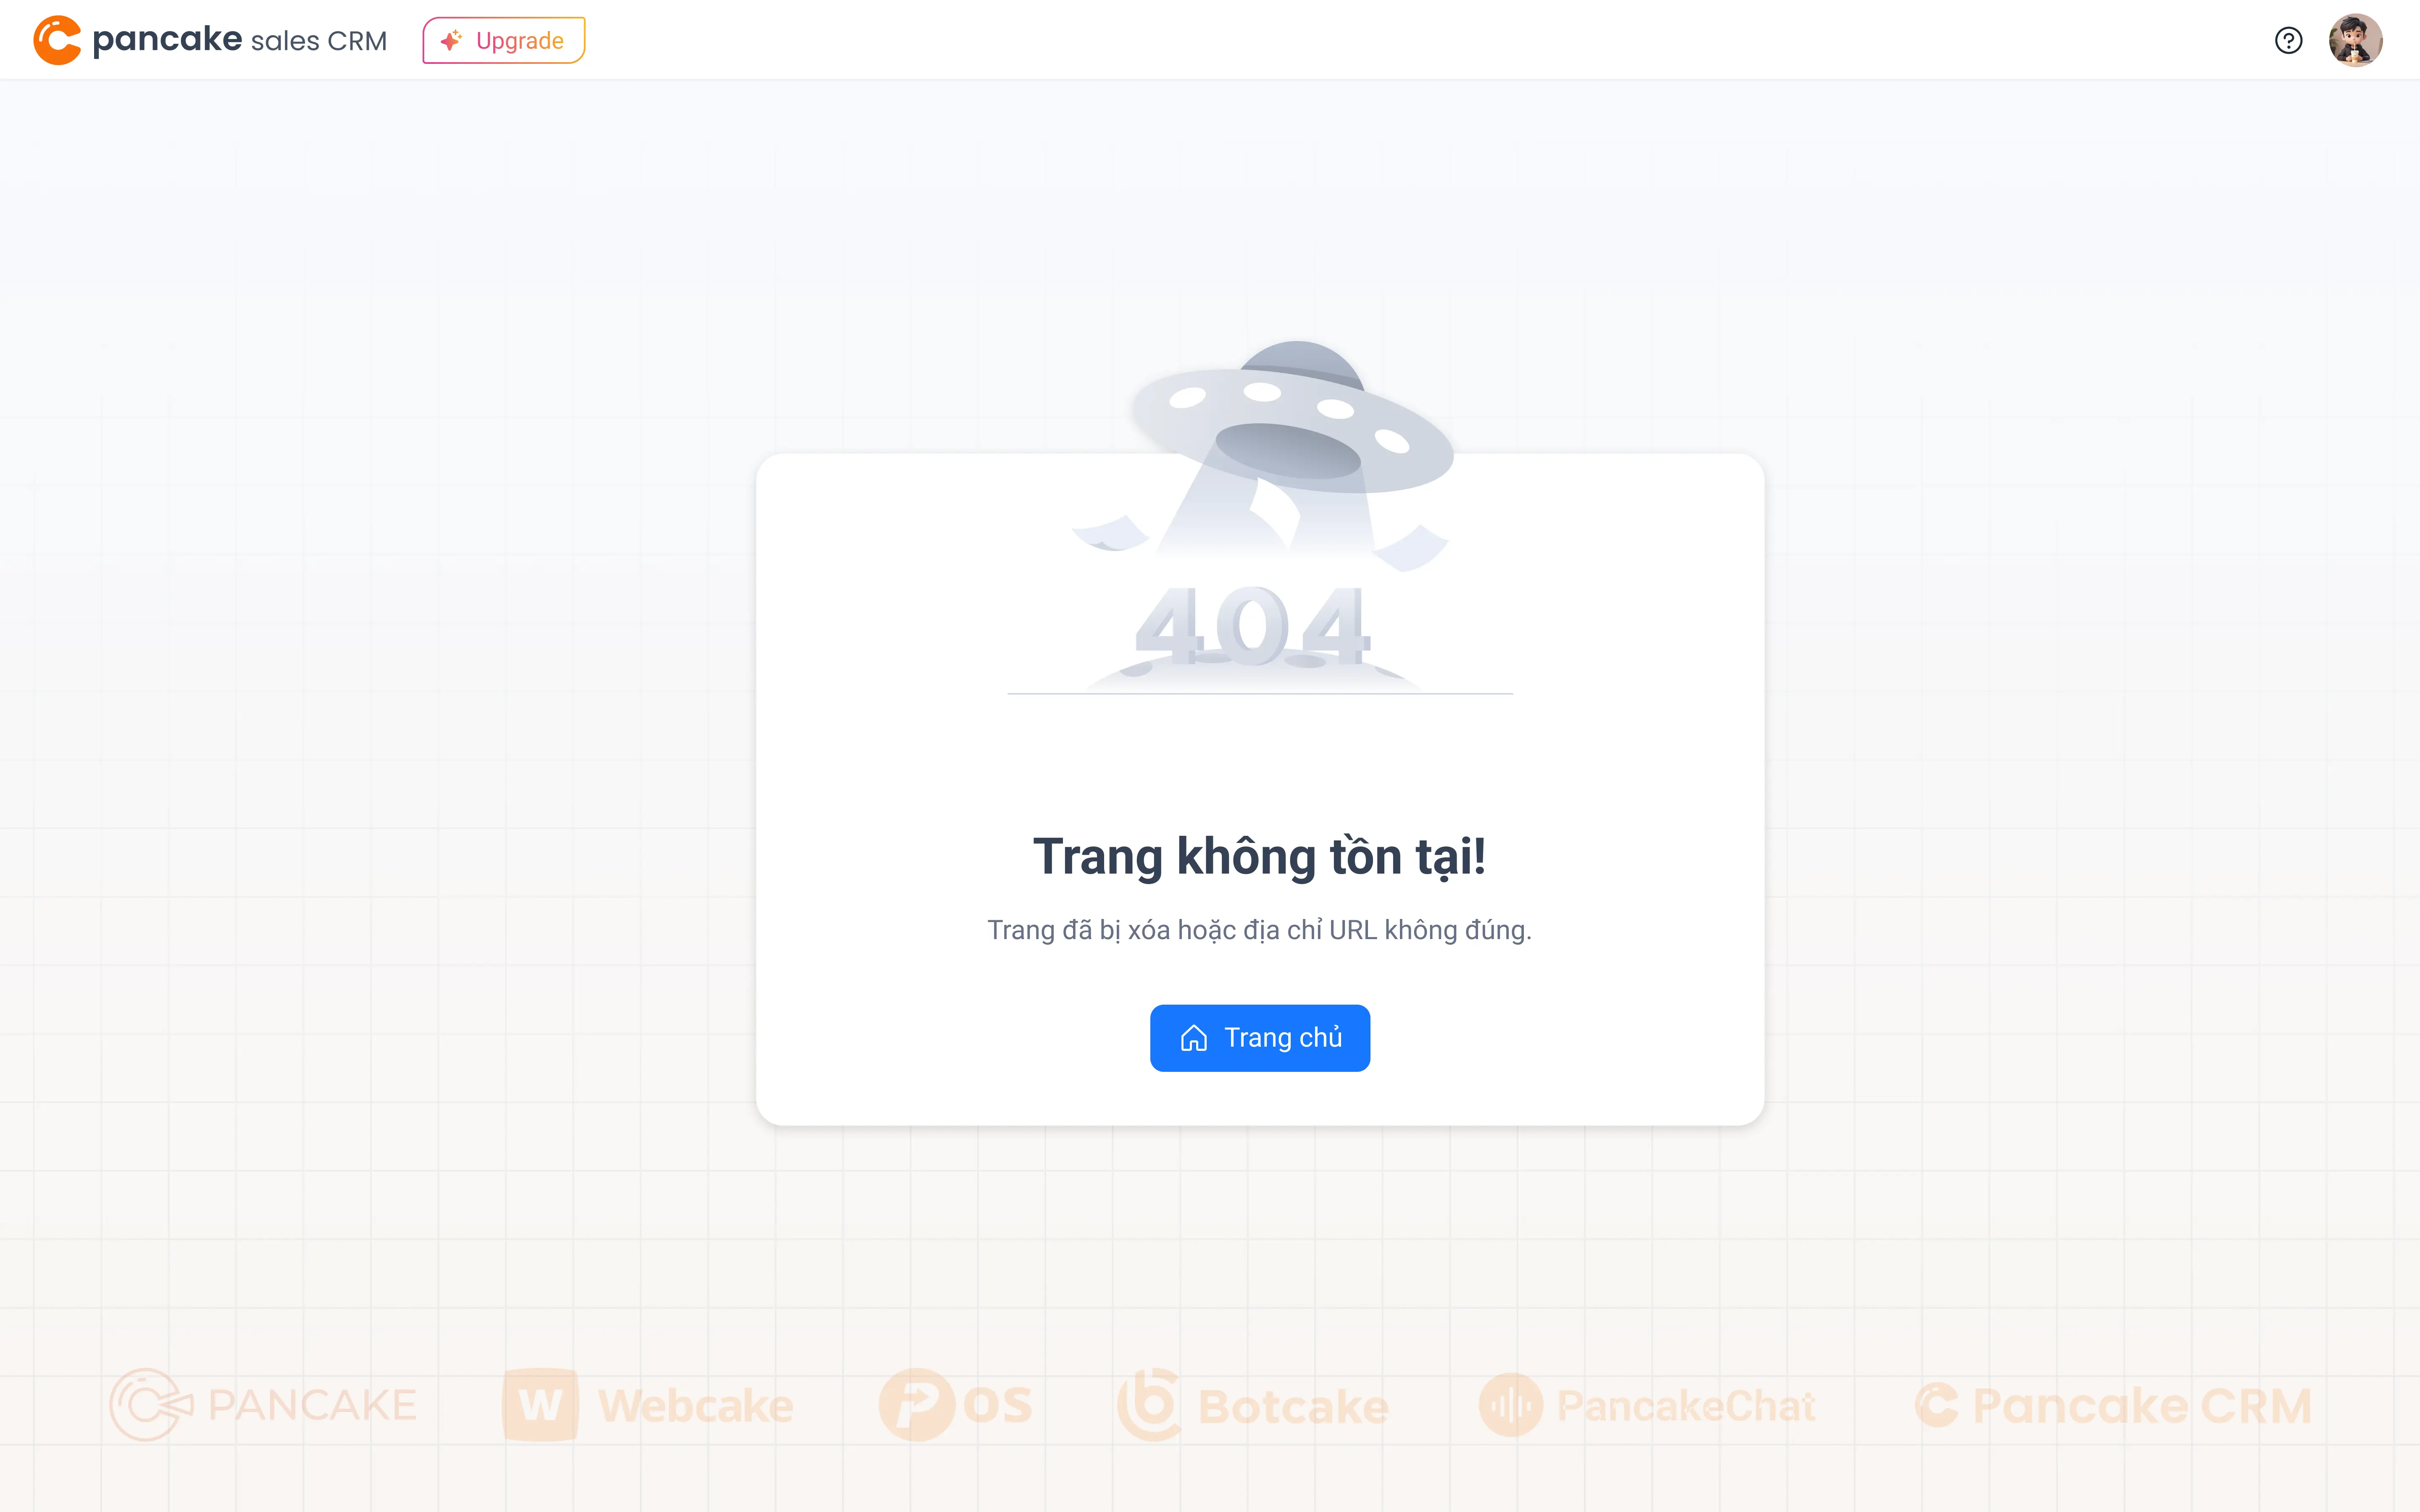 pancake sales CRM
Upgrade
404
Trang không tồn tại!
Trang đã bị xóa hoặc địa chỉ URL không đúng.
Trang chủ
PANCAKE
W Webcake
POS
Botcake
PancakeChat
Pancake CRM